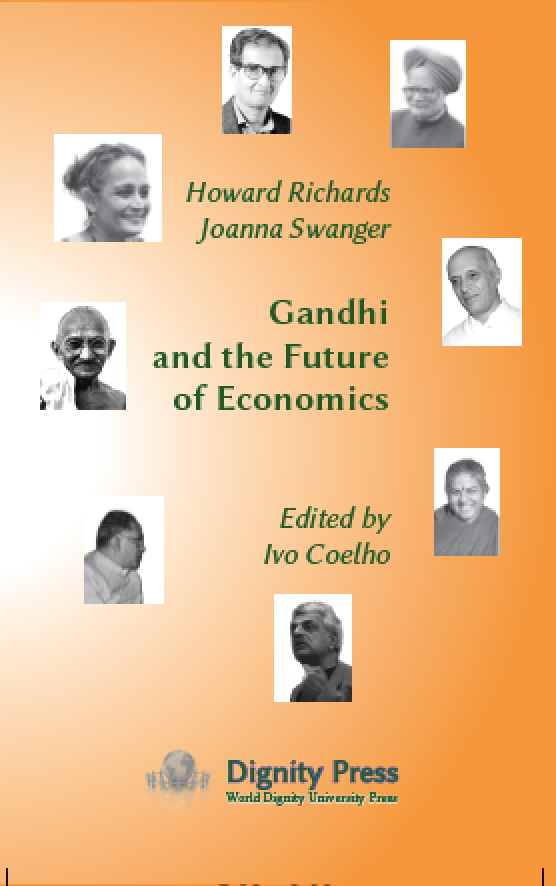 Howard Richards
Joanna Swanger
Gandhi
and the Future
of Economics
Edited by
Ivo Coelho
Dignity Press
World Dignity University Press